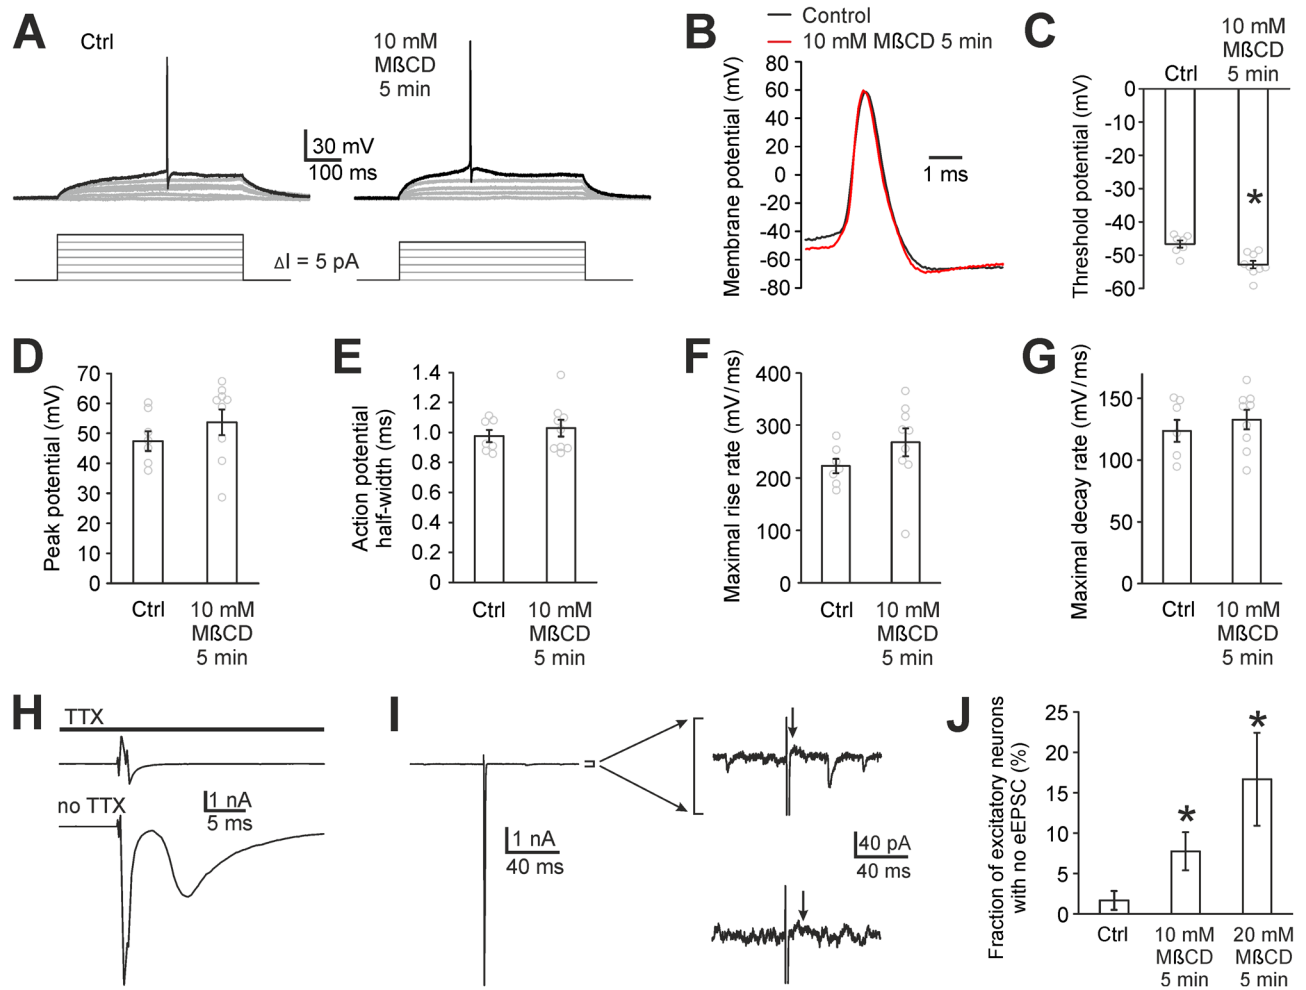 A
Ctrl
10 mM
MßCD
5 min
30 mV
100 ms
ΔI = 5 pA
B
Control
10 mM MßCD 5 min
Membrane potential (mV)
80
60
40
20
0
-20
-40
-60
-80
1 ms
C
Ctrl
10 mM
MßCD
5 min
Threshold potential (mV)
0
-10
-20
-30
-40
-50
-60
*
D
Peak potential (mV)
70
60
50
40
30
20
10
0
Ctrl
10 mM
MßCD
5 min
E
Action potential
half-width (ms)
1.4
1.2
1.0
0.8
0.6
0.4
0.2
0
Ctrl
10 mM
MßCD
5 min
F
Maximal rise rate (mV/ms)
400
300
200
100
0
Ctrl
10 mM
MßCD
5 min
G
Maximal decay rate (mV/ms)
150
100
50
0
Ctrl
10 mM
MßCD
5 min
H
TTX
no TTX
1 nA
5 ms
I
1 nA
40 ms
40 pA
40 ms
J
Fraction of excitatory neurons
with no eEPSC (%)
25
20
15
10
5
0
*
*
Ctrl
10 mM
MßCD
5 min
20 mM
MßCD
5 min